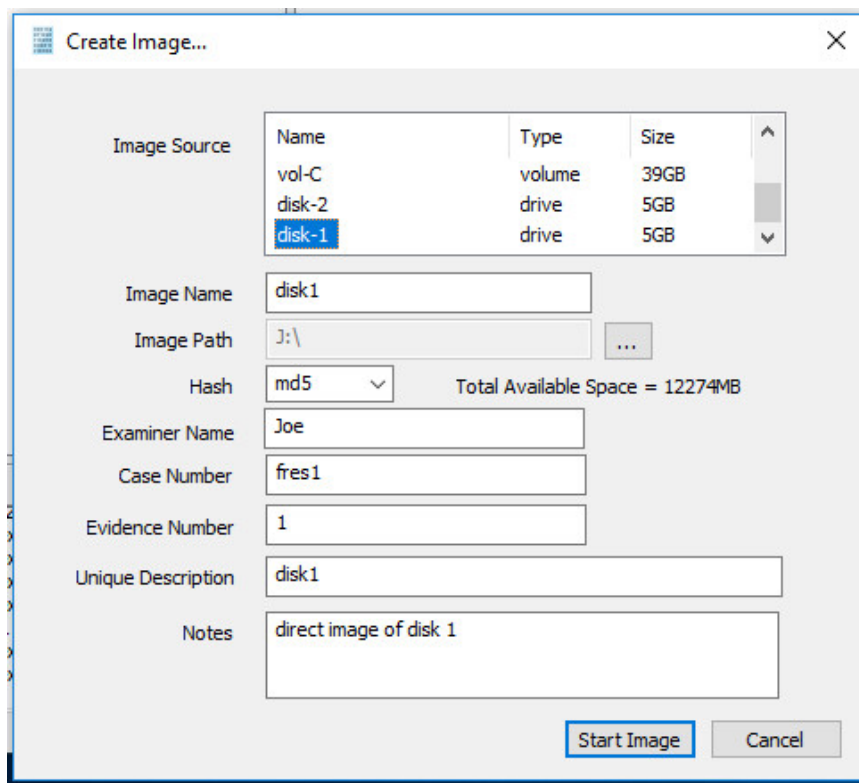 Create Image...
Image Source
Name Type Size
vol-C volume 39GB
disk-2 drive 5GB
disk-1 drive 5GB
Image Name disk1
Image Path J:\ ...
Hash md5 Total Available Space = 12274MB
Examiner Name Joe
Case Number fres1
Evidence Number 1
Unique Description disk1
Notes direct image of disk 1
Start Image Cancel